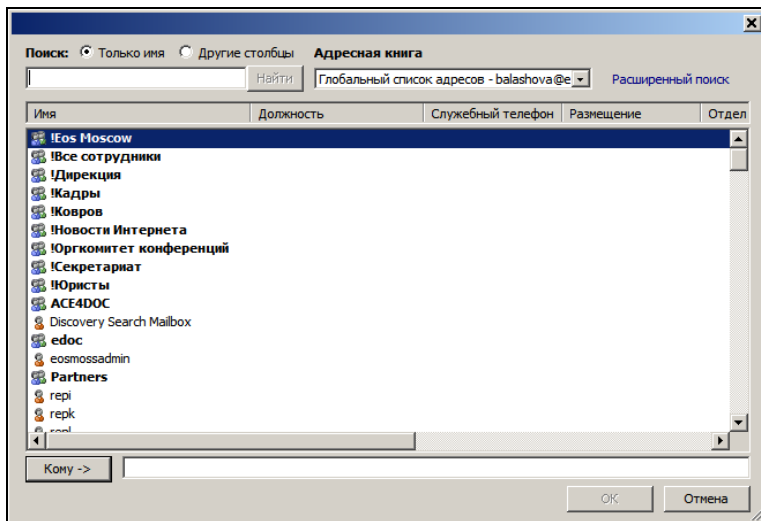 Поиск: Только имя Другие столбцы Адресная книга
Найти Глобальный список адресов - balashova@e Расширенный поиск
Имя Должность Служебный телефон Размещение Отдел
!Eos Moscow
!Все сотрудники
!Дирекция
!Кадры
!Ковров
!Новости Интернета
!Оргкомитет конференций
!Секретариат
!Юристы
ACE4DOC
Discovery Search Mailbox
edoc
eosmossadmin
Partners
repi
repk
Кому ->
OK Отмена